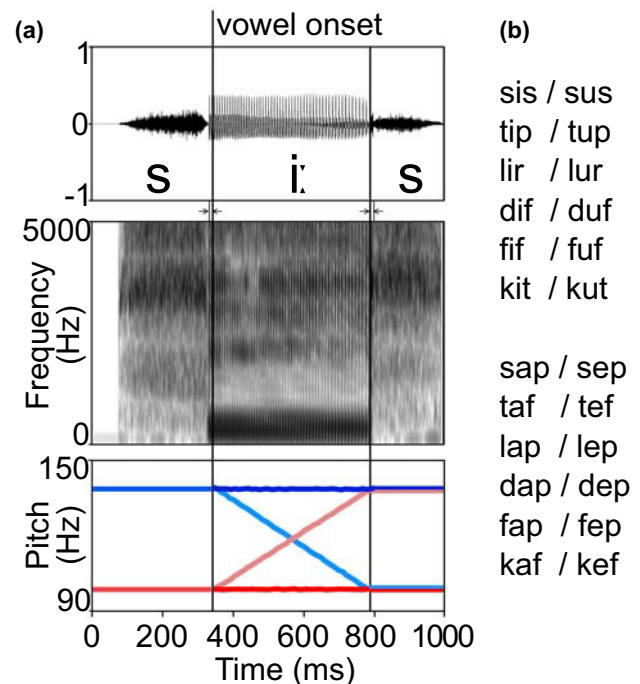 (a)
vowel onset
1
0
-1
s
iː
s
5000
Frequency
(Hz)
0
150
Pitch
(Hz)
90
0
200
400
600
800
1000
Time (ms)
(b)
sis / sus
tip / tup
lir / lur
dif / duf
fif / fuf
kit / kut
sap / sep
taf / tef
lap / lep
dap / dep
fap / fep
kaf / kef